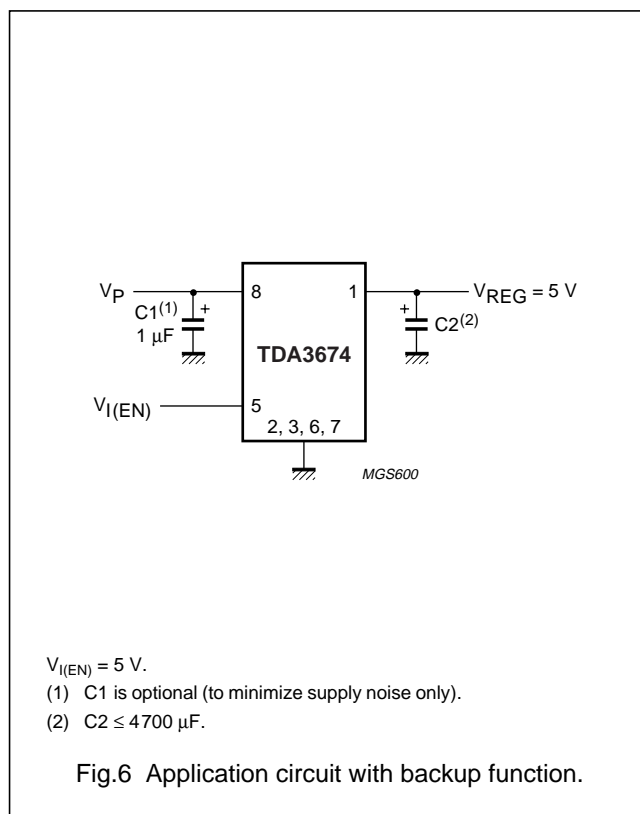 V_P
C1(1) +
1 µF
8
1
V_REG = 5 V
+
C2(2)
TDA3674
V_I(EN)
5
2, 3, 6, 7
MGS600
V_I(EN) = 5 V.
(1) C1 is optional (to minimize supply noise only).
(2) C2 ≤ 4700 µF.
Fig.6 Application circuit with backup function.